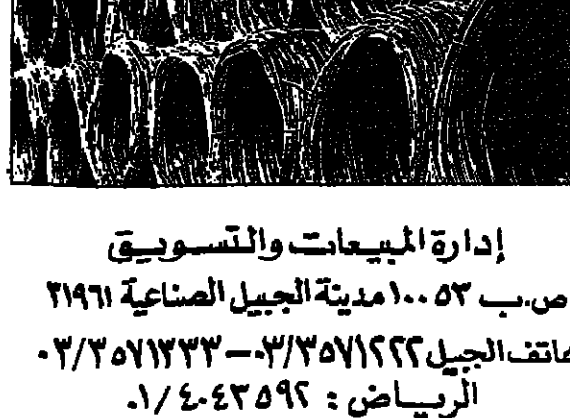 إدارة المبيعات والتسويق
ص.ب ١٠٠٥٣ مدينة الجبيل الصناعية ٣١٩٦١
هاتف الجبيل ٠٣/٣٥٧١٢٢٢ — ٠٣/٣٥٧١٣٣٣
الرياض : ٠١/٤٠٤٣٥٩٢